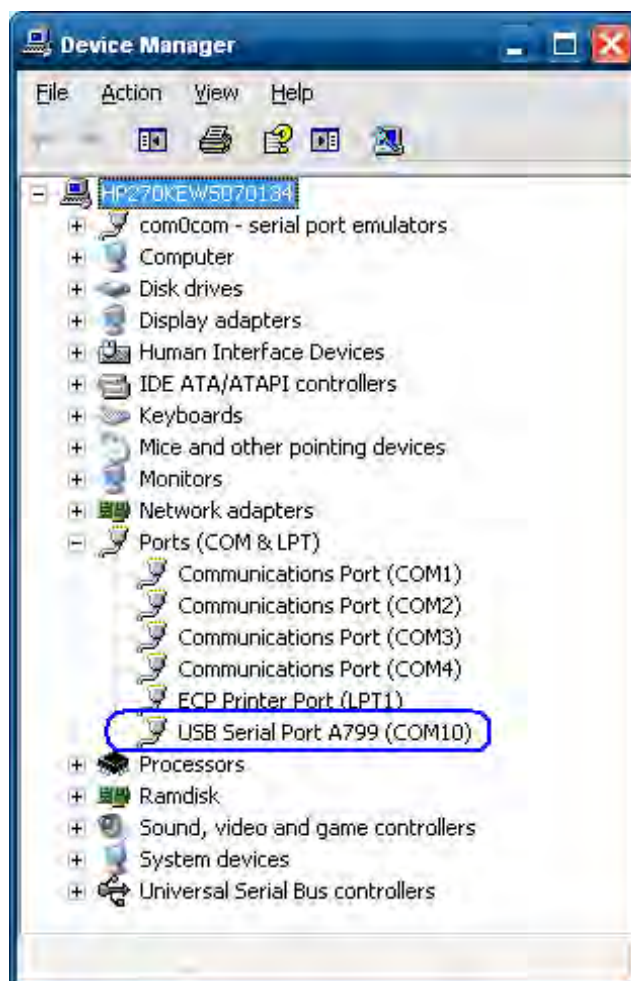 Device Manager
File Action View Help
HP270KEW5070134
com0com - serial port emulators
Computer
Disk drives
Display adapters
Human Interface Devices
IDE ATA/ATAPI controllers
Keyboards
Mice and other pointing devices
Monitors
Network adapters
Ports (COM & LPT)
Communications Port (COM1)
Communications Port (COM2)
Communications Port (COM3)
Communications Port (COM4)
ECP Printer Port (LPT1)
USB Serial Port A799 (COM10)
Processors
Ramdisk
Sound, video and game controllers
System devices
Universal Serial Bus controllers